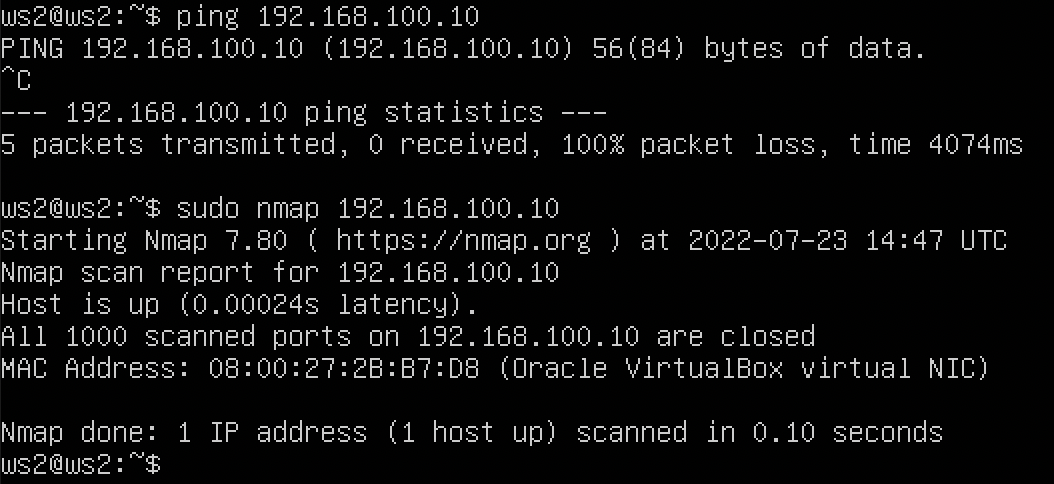 ws2@ws2:~$ ping 192.168.100.10
PING 192.168.100.10 (192.168.100.10) 56(84) bytes of data.
^C
--- 192.168.100.10 ping statistics ---
5 packets transmitted, 0 received, 100% packet loss, time 4074ms
ws2@ws2:~$ sudo nmap 192.168.100.10
Starting Nmap 7.80 ( https://nmap.org ) at 2022-07-23 14:47 UTC
Nmap scan report for 192.168.100.10
Host is up (0.00024s latency).
All 1000 scanned ports on 192.168.100.10 are closed
MAC Address: 08:00:27:2B:B7:D8 (Oracle VirtualBox virtual NIC)
Nmap done: 1 IP address (1 host up) scanned in 0.10 seconds
ws2@ws2:~$